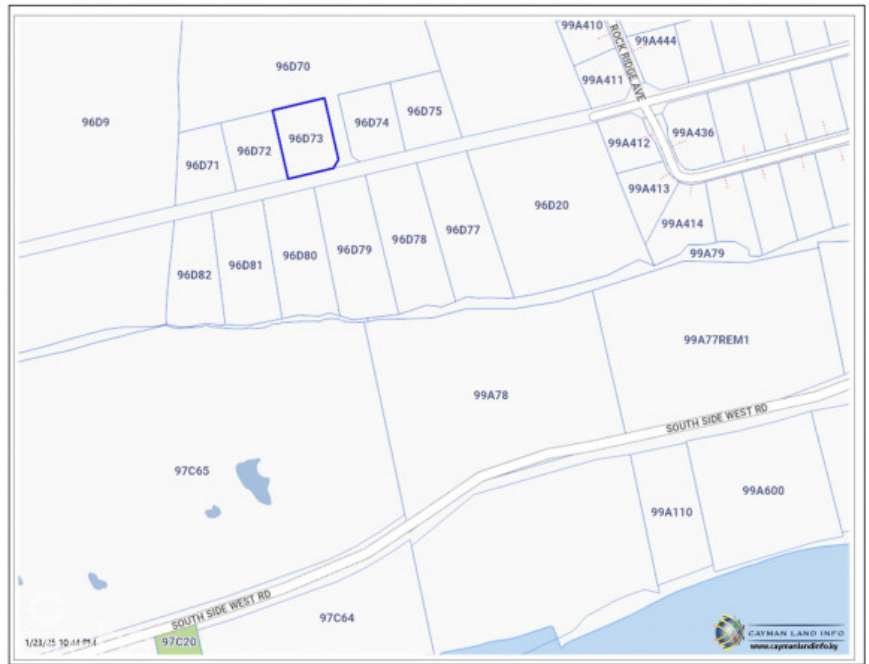 99A410
ROCK RIDGE AVE
99A444
96D70
99A411
96D9
96D75
96D74
96D73
96D72
96D71
99A436
99A412
99A413
96D20
99A414
96D77
96D78
96D79
96D80
96D81
96D82
99A79
99A77REM1
99A78
SOUTH SIDE WEST RD
97C65
99A600
99A110
SOUTH SIDE WEST RD
97C64
97C20
CAYMAN LAND INFO
www.caymanlandinfo.ky